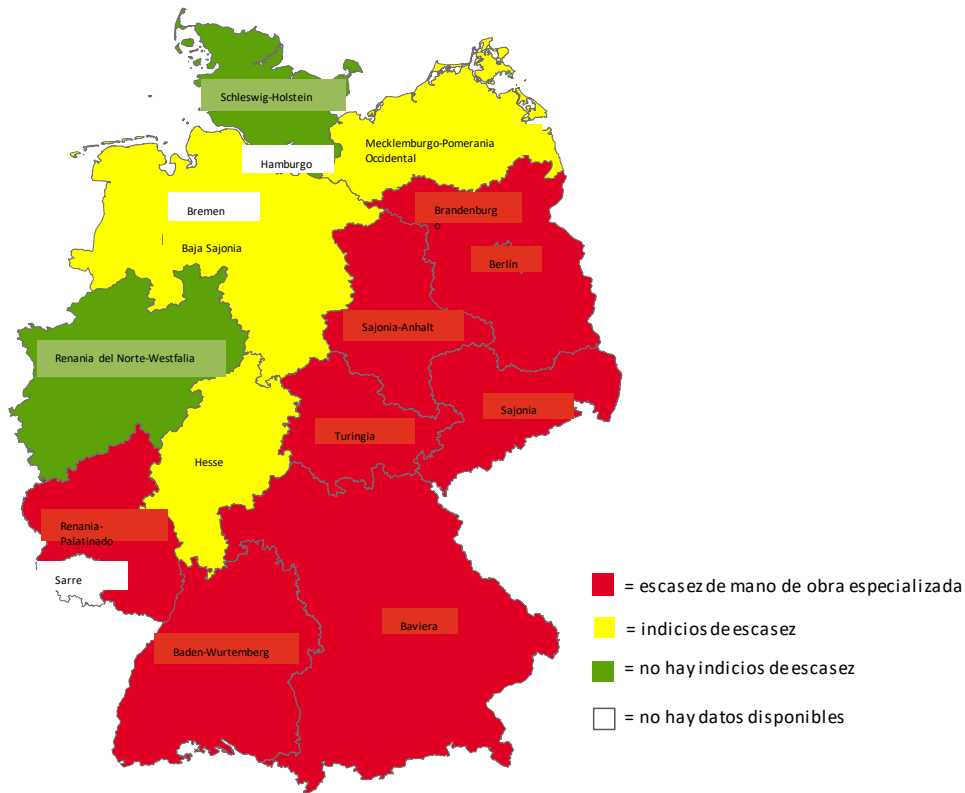 Schleswig-Holstein
Mecklemburgo-Pomerania
Occidental
Hamburgo
Bremen
Brandenburg
o
Baja Sajonia
Berlín
Sajonia-Anhalt
Renania del Norte-Westfalia
Sajonia
Turingia
Hesse
Renania-
Palatinado
Sarre
Baviera
Baden-Wurtemberg
= escasez de mano de obra especializada
= indicios de escasez
= no hay indicios de escasez
= no hay datos disponibles